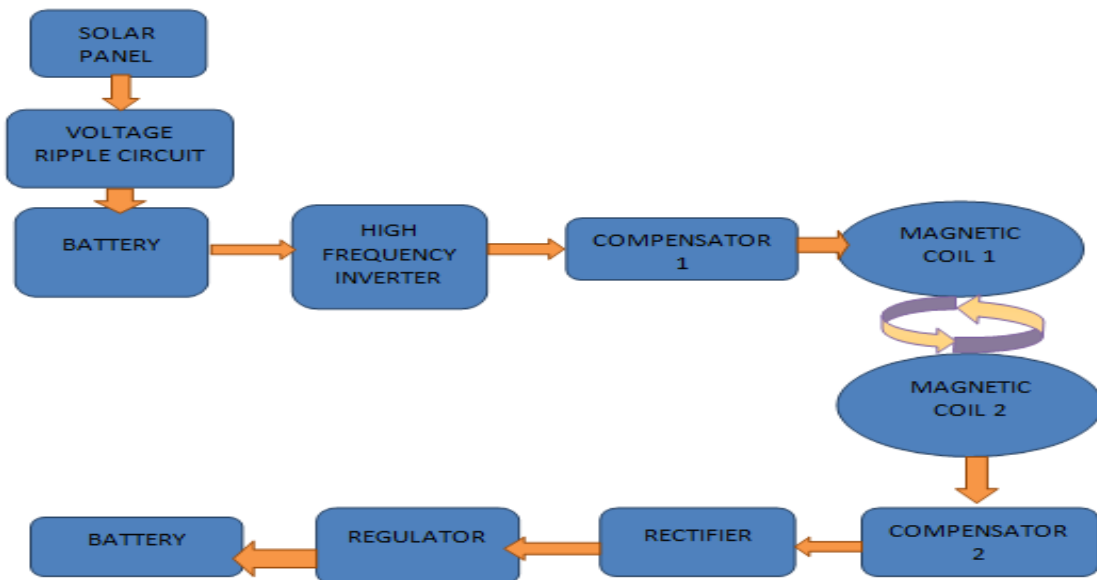 SOLAR
PANEL
VOLTAGE
RIPPLE CIRCUIT
BATTERY
HIGH
FREQUENCY
INVERTER
COMPENSATOR
1
MAGNETIC
COIL 1
MAGNETIC
COIL 2
COMPENSATOR
2
RECTIFIER
REGULATOR
BATTERY